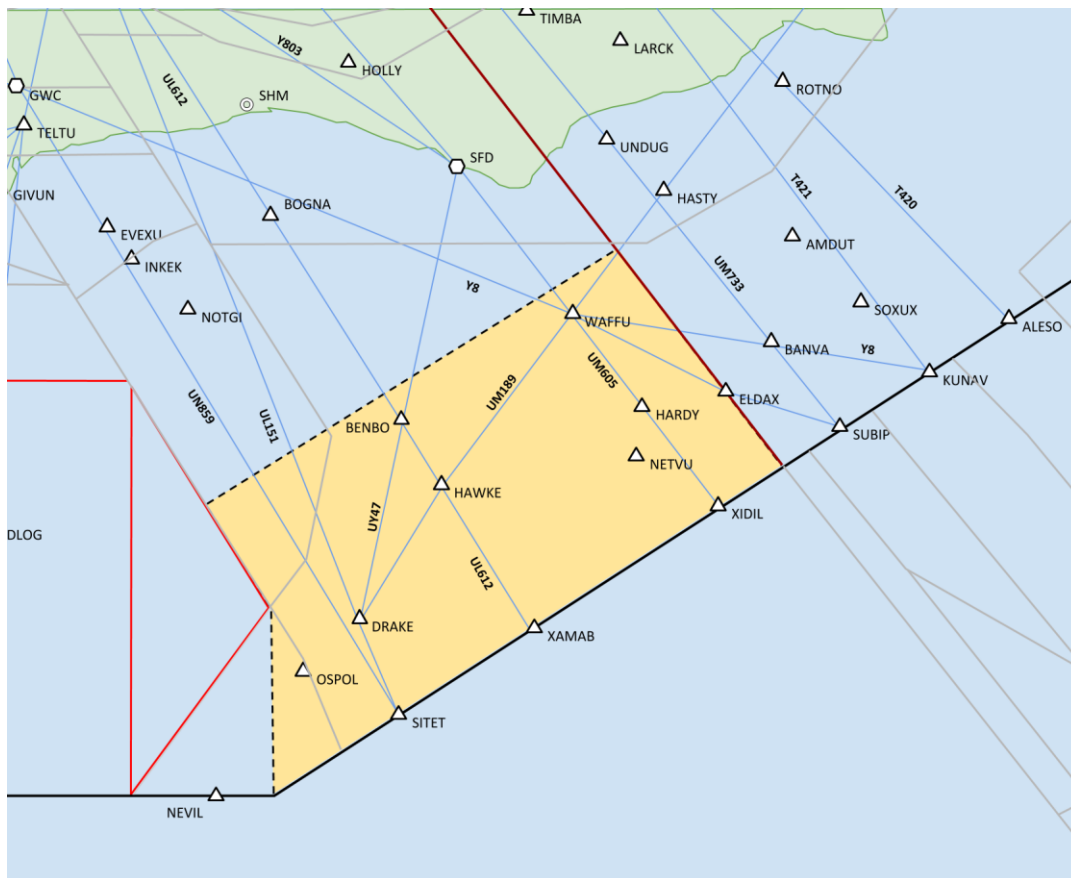 TIMBA
LARCK
Y803
HOLLY
ROTNO
UL612
GWC
SHM
TELTU
UNDUG
SFD
T421
T420
GIVUN
HASTY
BOGNA
EVEXU
AMDUT
INKEK
UM733
Y8
NOTGI
SOXUX
WAFFU
ALESO
BANVA
Y8
KUNAV
UM189
UM605
ELDAX
UN859
UL151
HARDY
BENBO
SUBIP
NETVU
HAWKE
XIDIL
UY47
DLOG
UL612
DRAKE
XAMAB
OSPOL
SITET
NEVIL